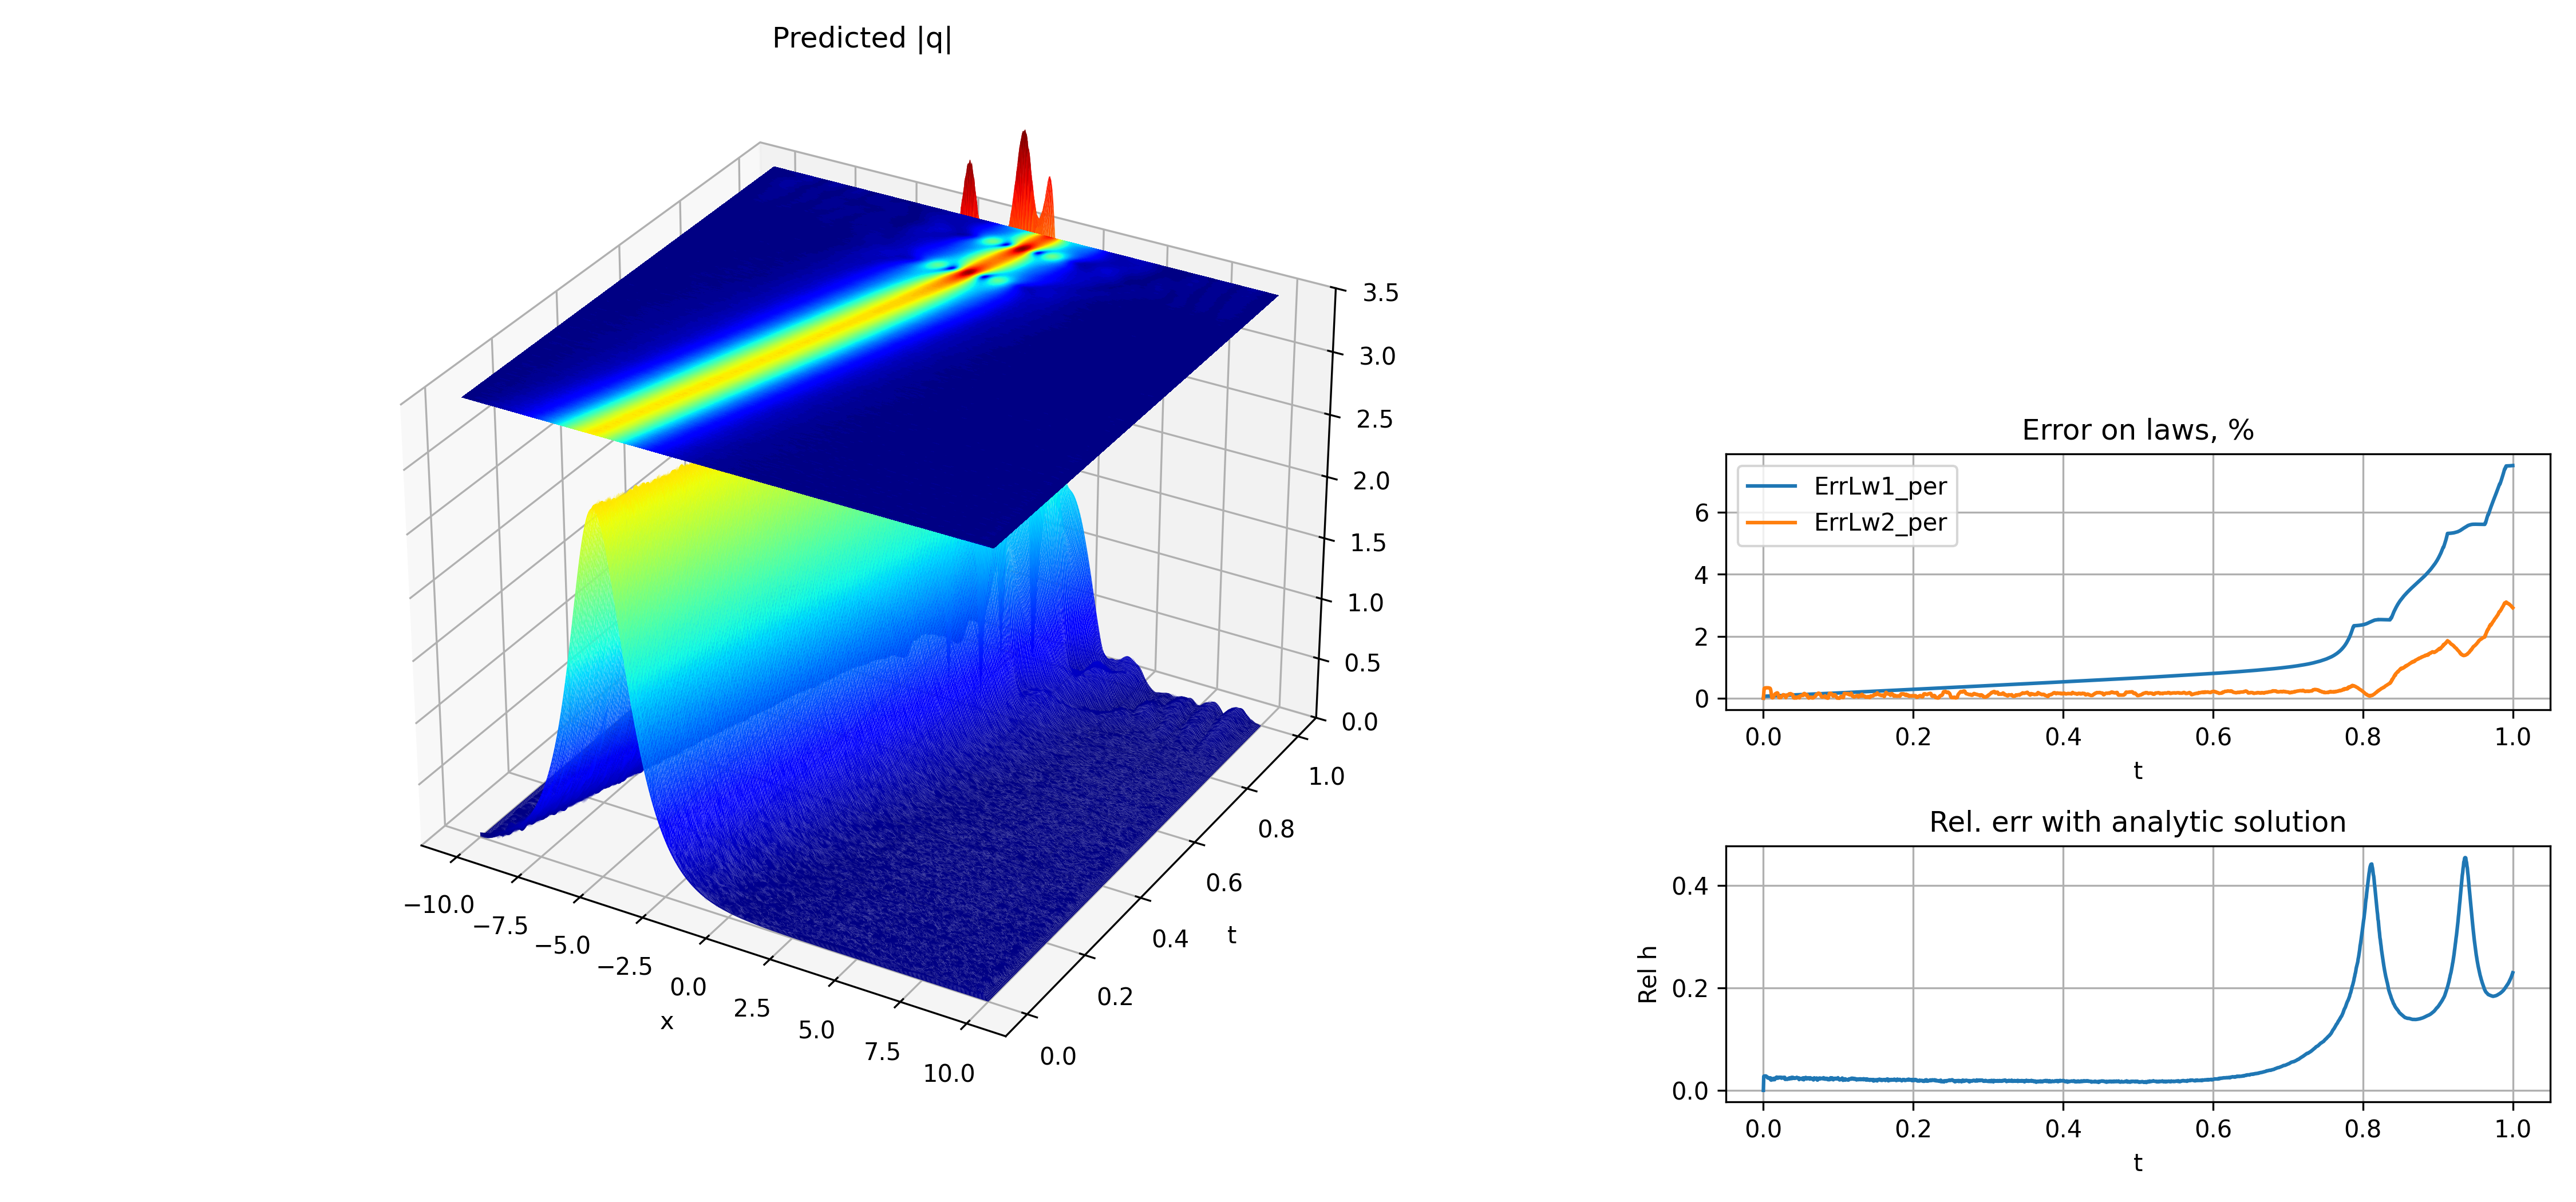 Predicted |q|
3.5
3.0
2.5
2.0
1.5
1.0
0.5
0.0
−10.0
−7.5
−5.0
−2.5
0.0
2.5
5.0
7.5
10.0
x
0.0
0.2
0.4
0.6
0.8
1.0
t
Error on laws, %
ErrLw1_per
ErrLw2_per
6
4
2
0
0.0 0.2 0.4 0.6 0.8 1.0
t
Rel. err with analytic solution
Rel h
0.4
0.2
0.0
0.0 0.2 0.4 0.6 0.8 1.0
t